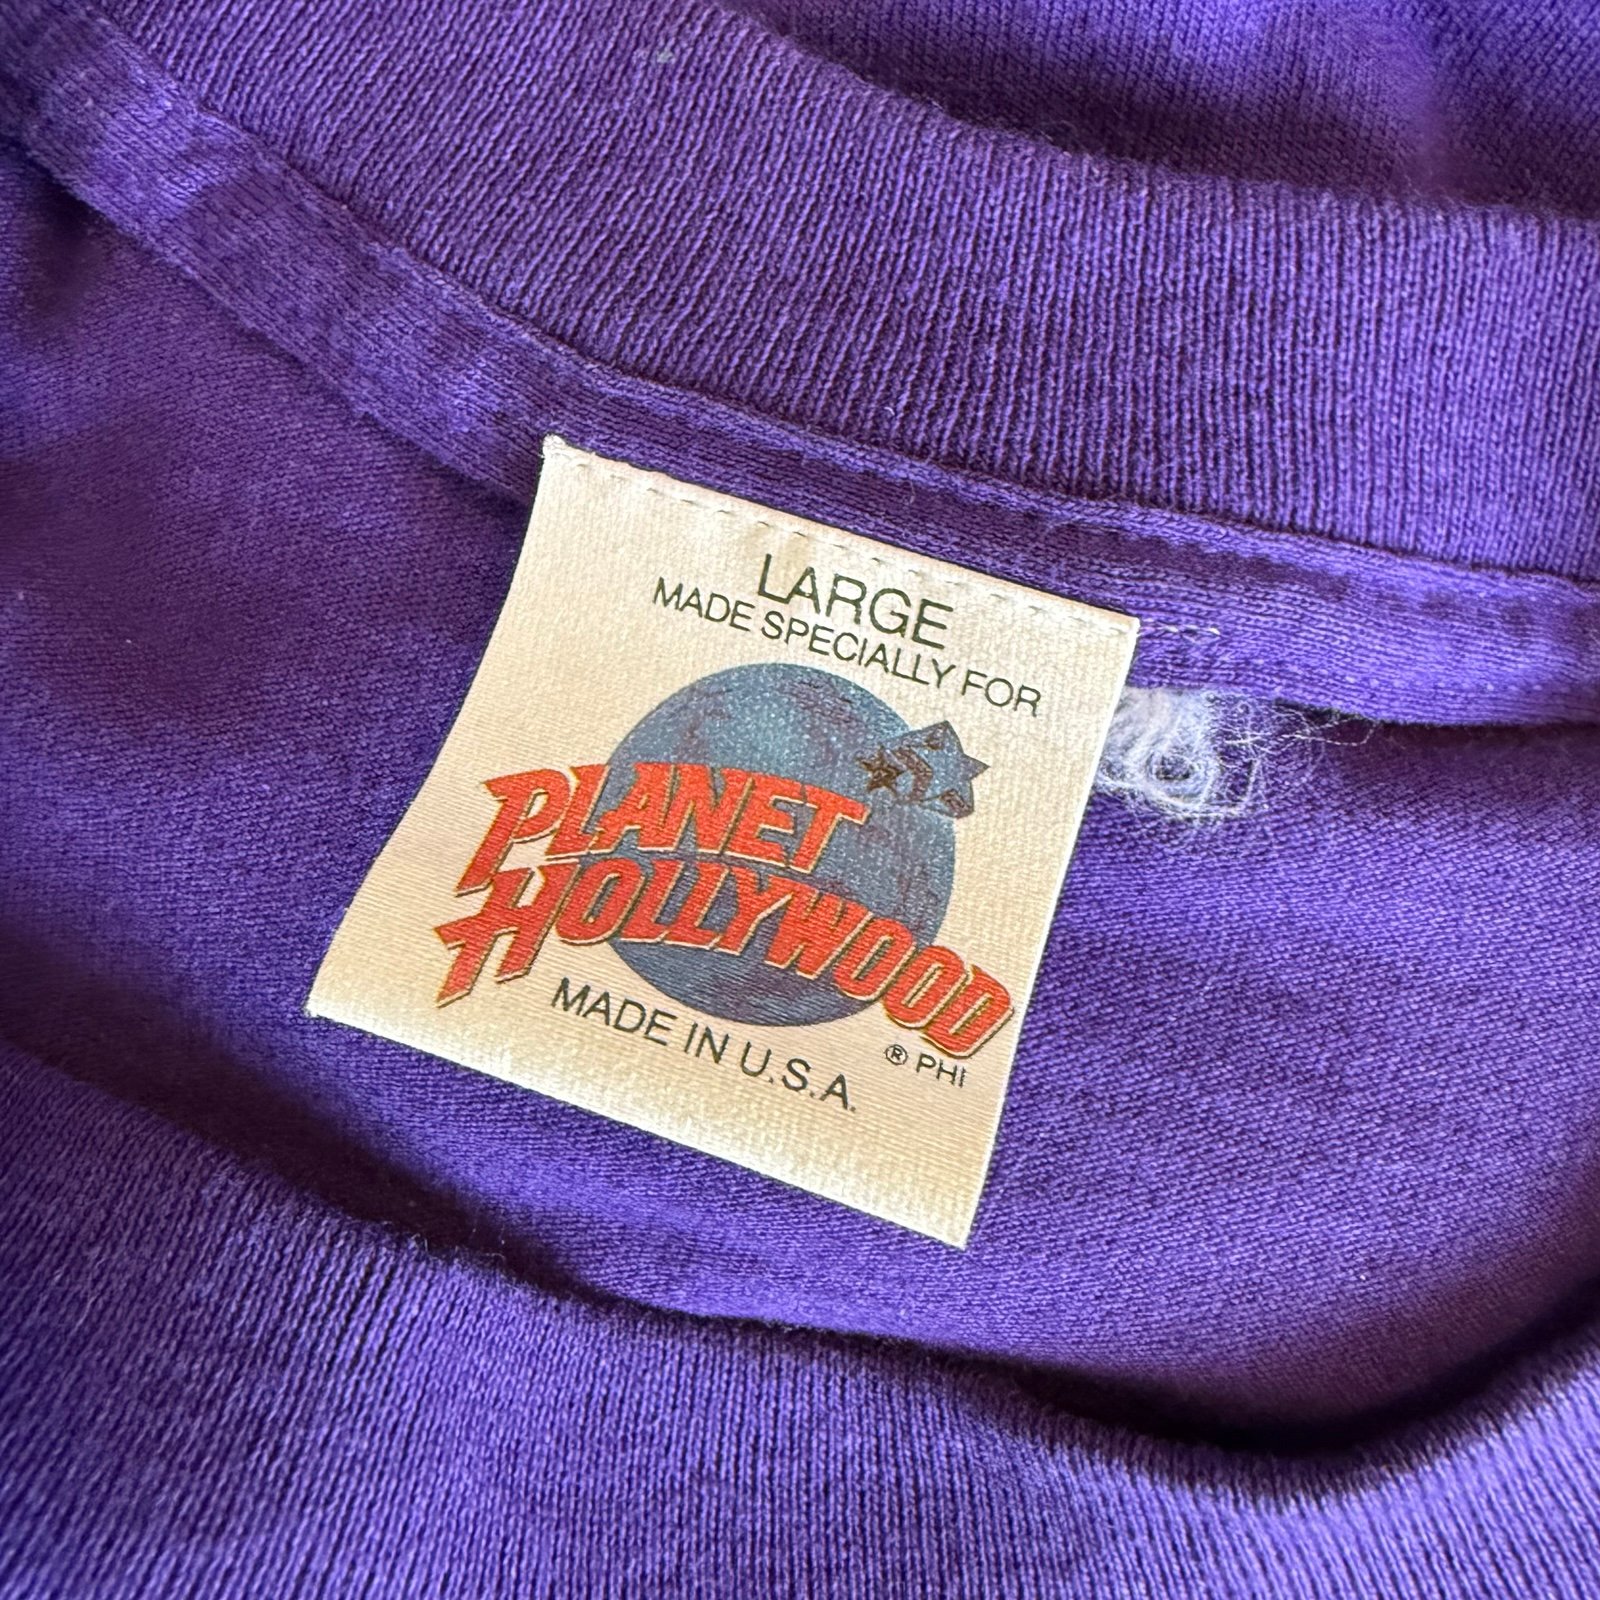 LARGE
MADE SPECIALLY FOR
PLANET
HOLLYWOOD
® PHI
MADE IN U.S.A.